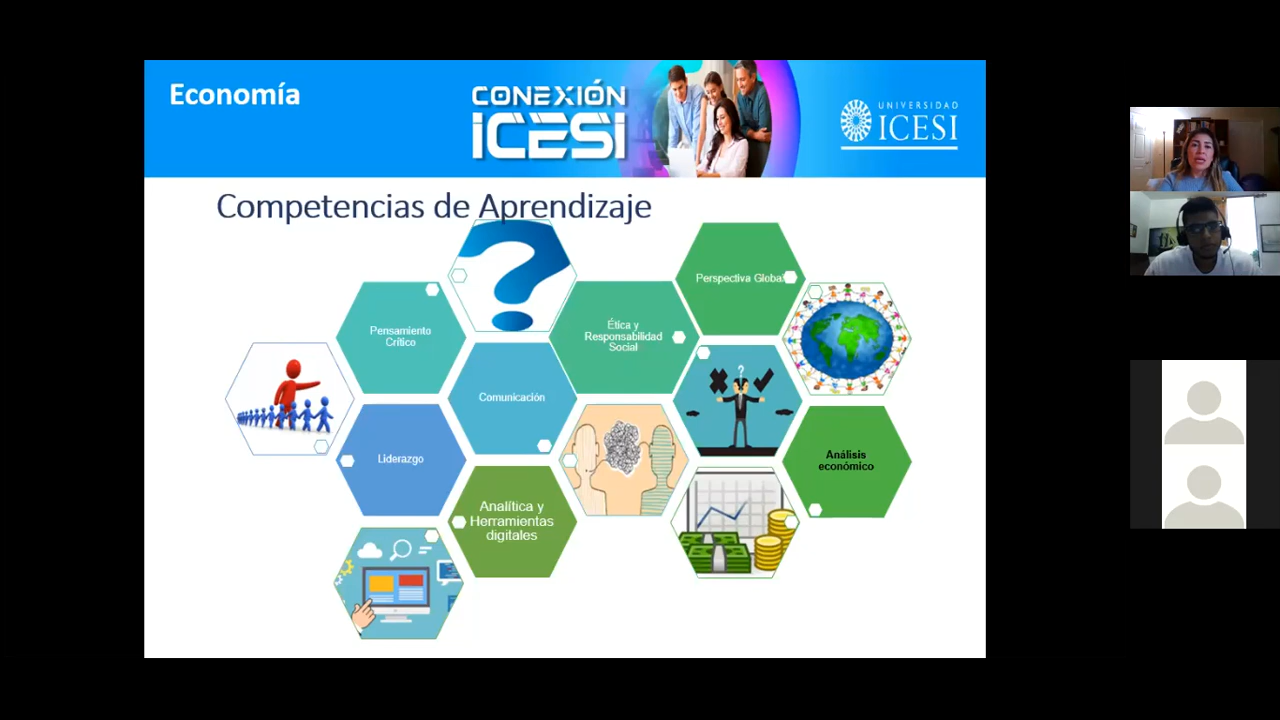 Economía
CONEXIÓN
ICESI
UNIVERSIDAD
ICESI
Competencias de Aprendizaje
Perspectiva Global
Pensamiento
Crítico
Ética y
Responsabilidad
Social
Comunicación
Liderazgo
Análisis
económico
Analítica y
Herramientas
digitales